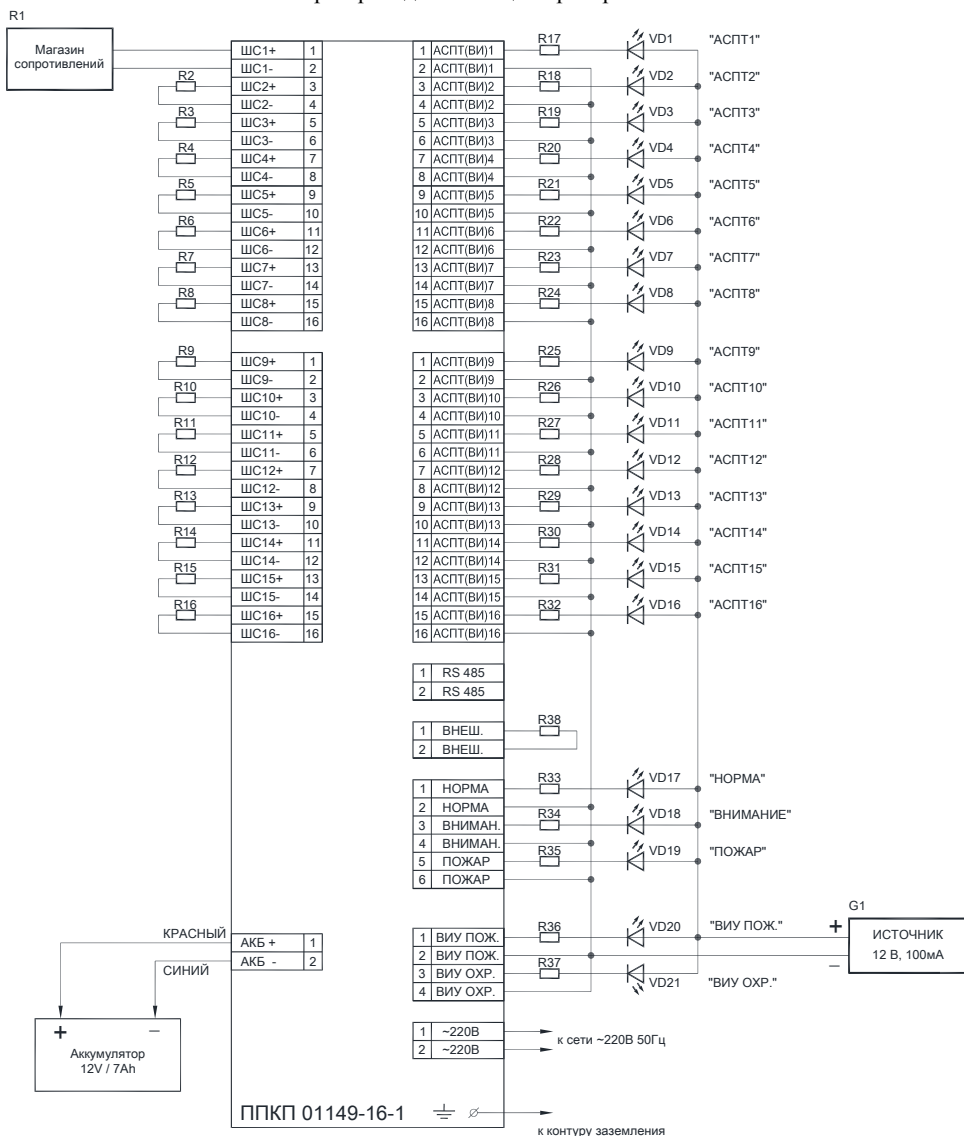 R1
Магазин
сопротивлений
ШС1+ 1
ШС1- 2
R2
ШС2+ 3
ШС2- 4
R3
ШС3+ 5
ШС3- 6
R4
ШС4+ 7
ШС4- 8
R5
ШС5+ 9
ШС5- 10
R6
ШС6+ 11
ШС6- 12
R7
ШС7+ 13
ШС7- 14
R8
ШС8+ 15
ШС8- 16
R9
ШС9+ 1
ШС9- 2
R10
ШС10+ 3
ШС10- 4
R11
ШС11+ 5
ШС11- 6
R12
ШС12+ 7
ШС12- 8
R13
ШС13+ 9
ШС13- 10
R14
ШС14+ 11
ШС14- 12
R15
ШС15+ 13
ШС15- 14
R16
ШС16+ 15
ШС16- 16
1 АСПТ(ВИ)1 R17 VD1 "АСПТ1"
2 АСПТ(ВИ)1
3 АСПТ(ВИ)2 R18 VD2 "АСПТ2"
4 АСПТ(ВИ)2
5 АСПТ(ВИ)3 R19 VD3 "АСПТ3"
6 АСПТ(ВИ)3
7 АСПТ(ВИ)4 R20 VD4 "АСПТ4"
8 АСПТ(ВИ)4
9 АСПТ(ВИ)5 R21 VD5 "АСПТ5"
10 АСПТ(ВИ)5
11 АСПТ(ВИ)6 R22 VD6 "АСПТ6"
12 АСПТ(ВИ)6
13 АСПТ(ВИ)7 R23 VD7 "АСПТ7"
14 АСПТ(ВИ)7
15 АСПТ(ВИ)8 R24 VD8 "АСПТ8"
16 АСПТ(ВИ)8
1 АСПТ(ВИ)9 R25 VD9 "АСПТ9"
2 АСПТ(ВИ)9
3 АСПТ(ВИ)10 R26 VD10 "АСПТ10"
4 АСПТ(ВИ)10
5 АСПТ(ВИ)11 R27 VD11 "АСПТ11"
6 АСПТ(ВИ)11
7 АСПТ(ВИ)12 R28 VD12 "АСПТ12"
8 АСПТ(ВИ)12
9 АСПТ(ВИ)13 R29 VD13 "АСПТ13"
10 АСПТ(ВИ)13
11 АСПТ(ВИ)14 R30 VD14 "АСПТ14"
12 АСПТ(ВИ)14
13 АСПТ(ВИ)15 R31 VD15 "АСПТ15"
14 АСПТ(ВИ)15
15 АСПТ(ВИ)16 R32 VD16 "АСПТ16"
16 АСПТ(ВИ)16
1 RS 485
2 RS 485
1 ВНЕШ. R38
2 ВНЕШ.
1 НОРМА R33 VD17 "НОРМА"
2 НОРМА
3 ВНИМАН. R34 VD18 "ВНИМАНИЕ"
4 ВНИМАН.
5 ПОЖАР R35 VD19 "ПОЖАР"
6 ПОЖАР
1 ВИУ ПОЖ. R36 VD20 "ВИУ ПОЖ."
2 ВИУ ПОЖ.
3 ВИУ ОХР. R37 VD21 "ВИУ ОХР."
4 ВИУ ОХР.
G1
+
ИСТОЧНИК
12 В, 100мА
–
КРАСНЫЙ АКБ + 1
СИНИЙ АКБ - 2
+ –
Аккумулятор
12V / 7Ah
1 ~220В
2 ~220В
к сети ~220В 50Гц
ППКП 01149-16-1
к контуру заземления